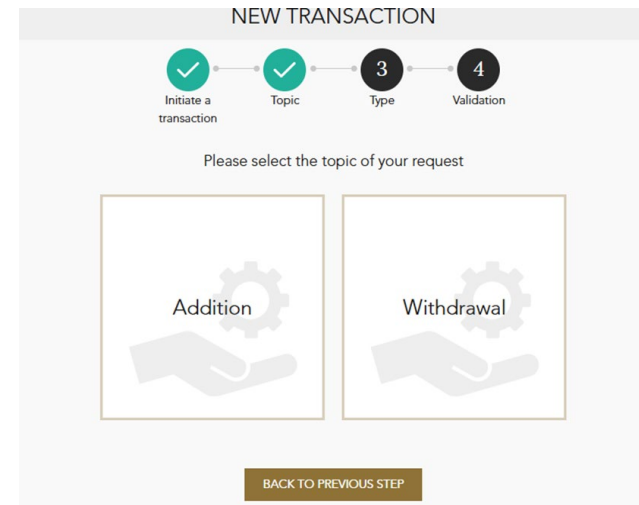 NEW TRANSACTION
3
4
Initiate a
transaction
Topic
Type
Validation
Please select the topic of your request
Addition
Withdrawal
BACK TO PREVIOUS STEP